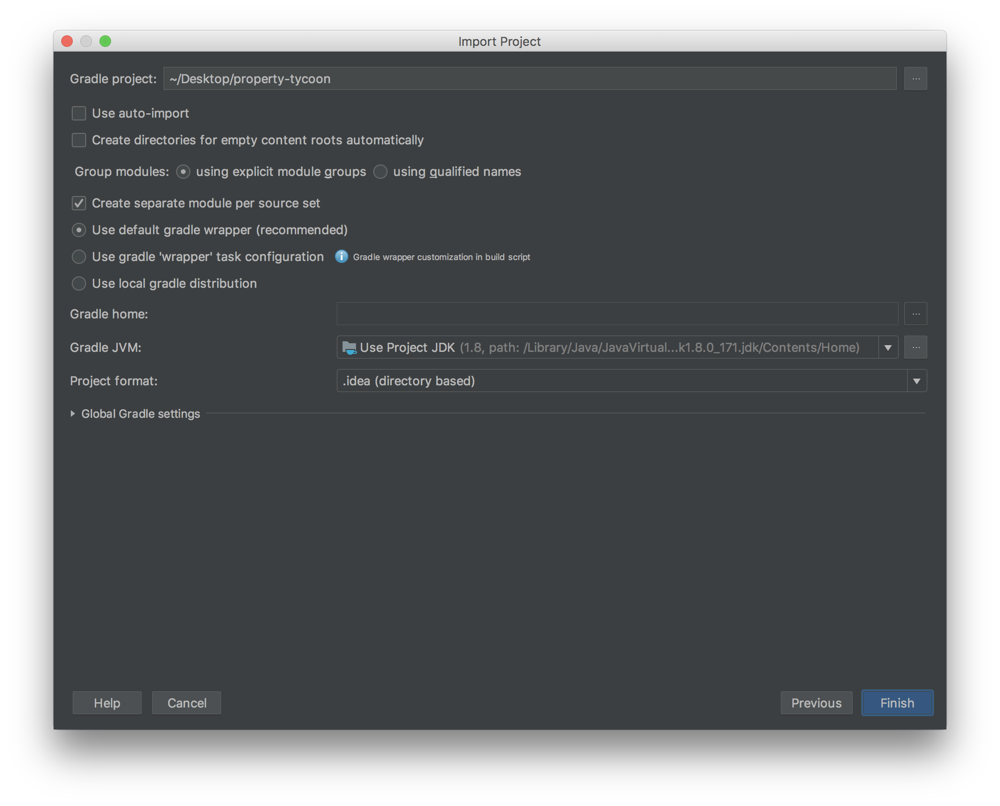 Import Project
Gradle project: ~/Desktop/property-tycoon ...
Use auto-import
Create directories for empty content roots automatically
Group modules: using explicit module groups using qualified names
Create separate module per source set
Use default gradle wrapper (recommended)
Use gradle 'wrapper' task configuration Gradle wrapper customization in build script
Use local gradle distribution
Gradle home: ...
Gradle JVM: Use Project JDK (1.8, path: /Library/Java/JavaVirtual...k1.8.0_171.jdk/Contents/Home) ...
Project format: .idea (directory based)
Global Gradle settings
Help Cancel Previous Finish